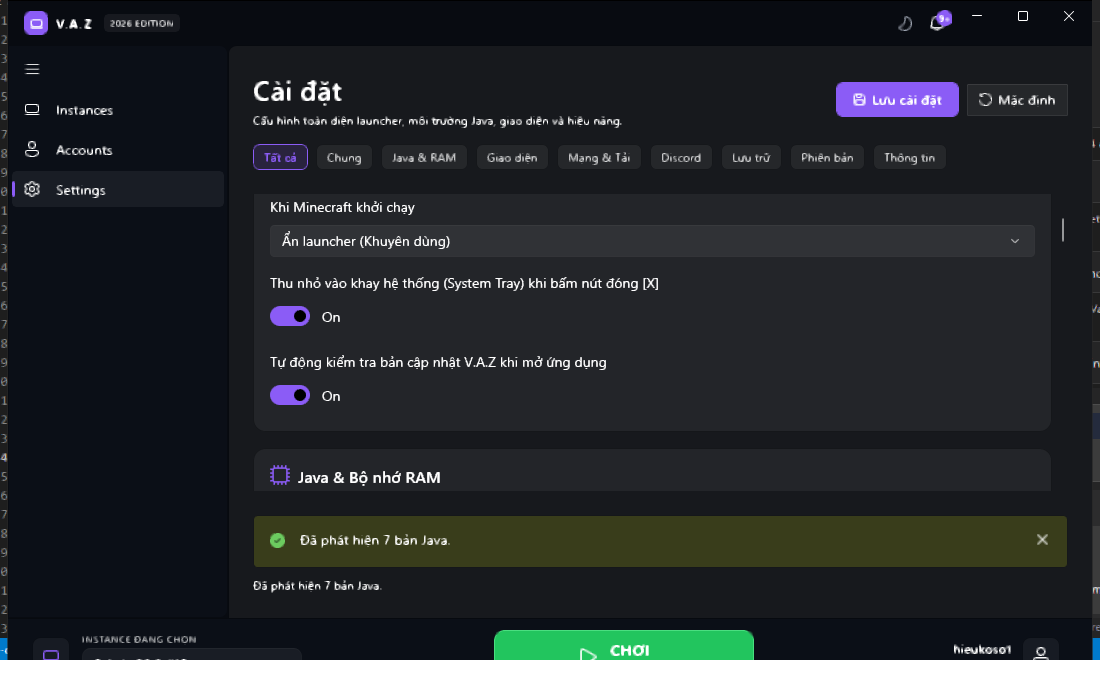 V.A.Z 2026 EDITION
9+
Instances
Accounts
Settings
Cài đặt
Cấu hình toàn diện launcher, môi trường Java, giao diện và hiệu năng.
Lưu cài đặt
Mặc định
Tất cả Chung Java & RAM Giao diện Mạng & Tải Discord Lưu trữ Phiên bản Thông tin
Khi Minecraft khởi chạy
Ẩn launcher (Khuyên dùng)
Thu nhỏ vào khay hệ thống (System Tray) khi bấm nút đóng [X]
On
Tự động kiểm tra bản cập nhật V.A.Z khi mở ứng dụng
On
Java & Bộ nhớ RAM
Đã phát hiện 7 bản Java.
Đã phát hiện 7 bản Java.
INSTANCE ĐANG CHỌN
CHƠI
hieukoso1